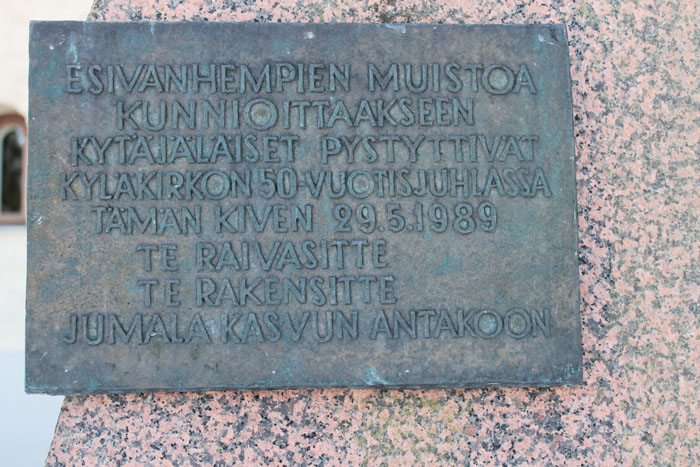 ESIVANHEMPIEN MUISTOA
KUNNIOITTAAKSEEN
KYTÄJÄLÄISET PYSTYTTIVÄT
KYLÄKIRKON 50-VUOTISJUHLASSA
TÄMÄN KIVEN 29.5.1989
TE RAIVASITTE
TE RAKENSITTE
JUMALA KASVUN ANTAKOON